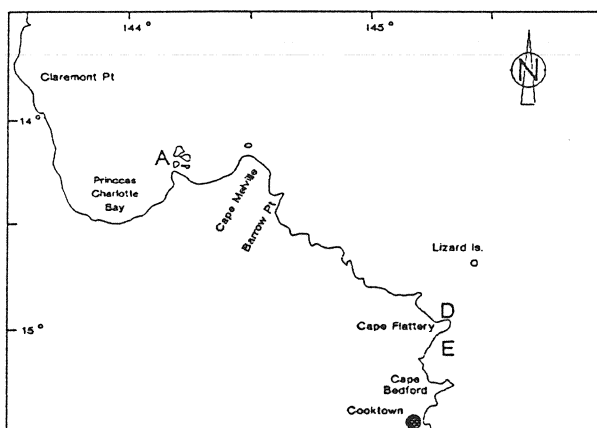 144°
145°
N
Claremont Pt
14°
A
Princess
Charlotte
Bay
Cape Melville
Barrow Pt
Lizard Is.
D
15°
Cape Flattery
E
Cape
Bedford
Cooktown